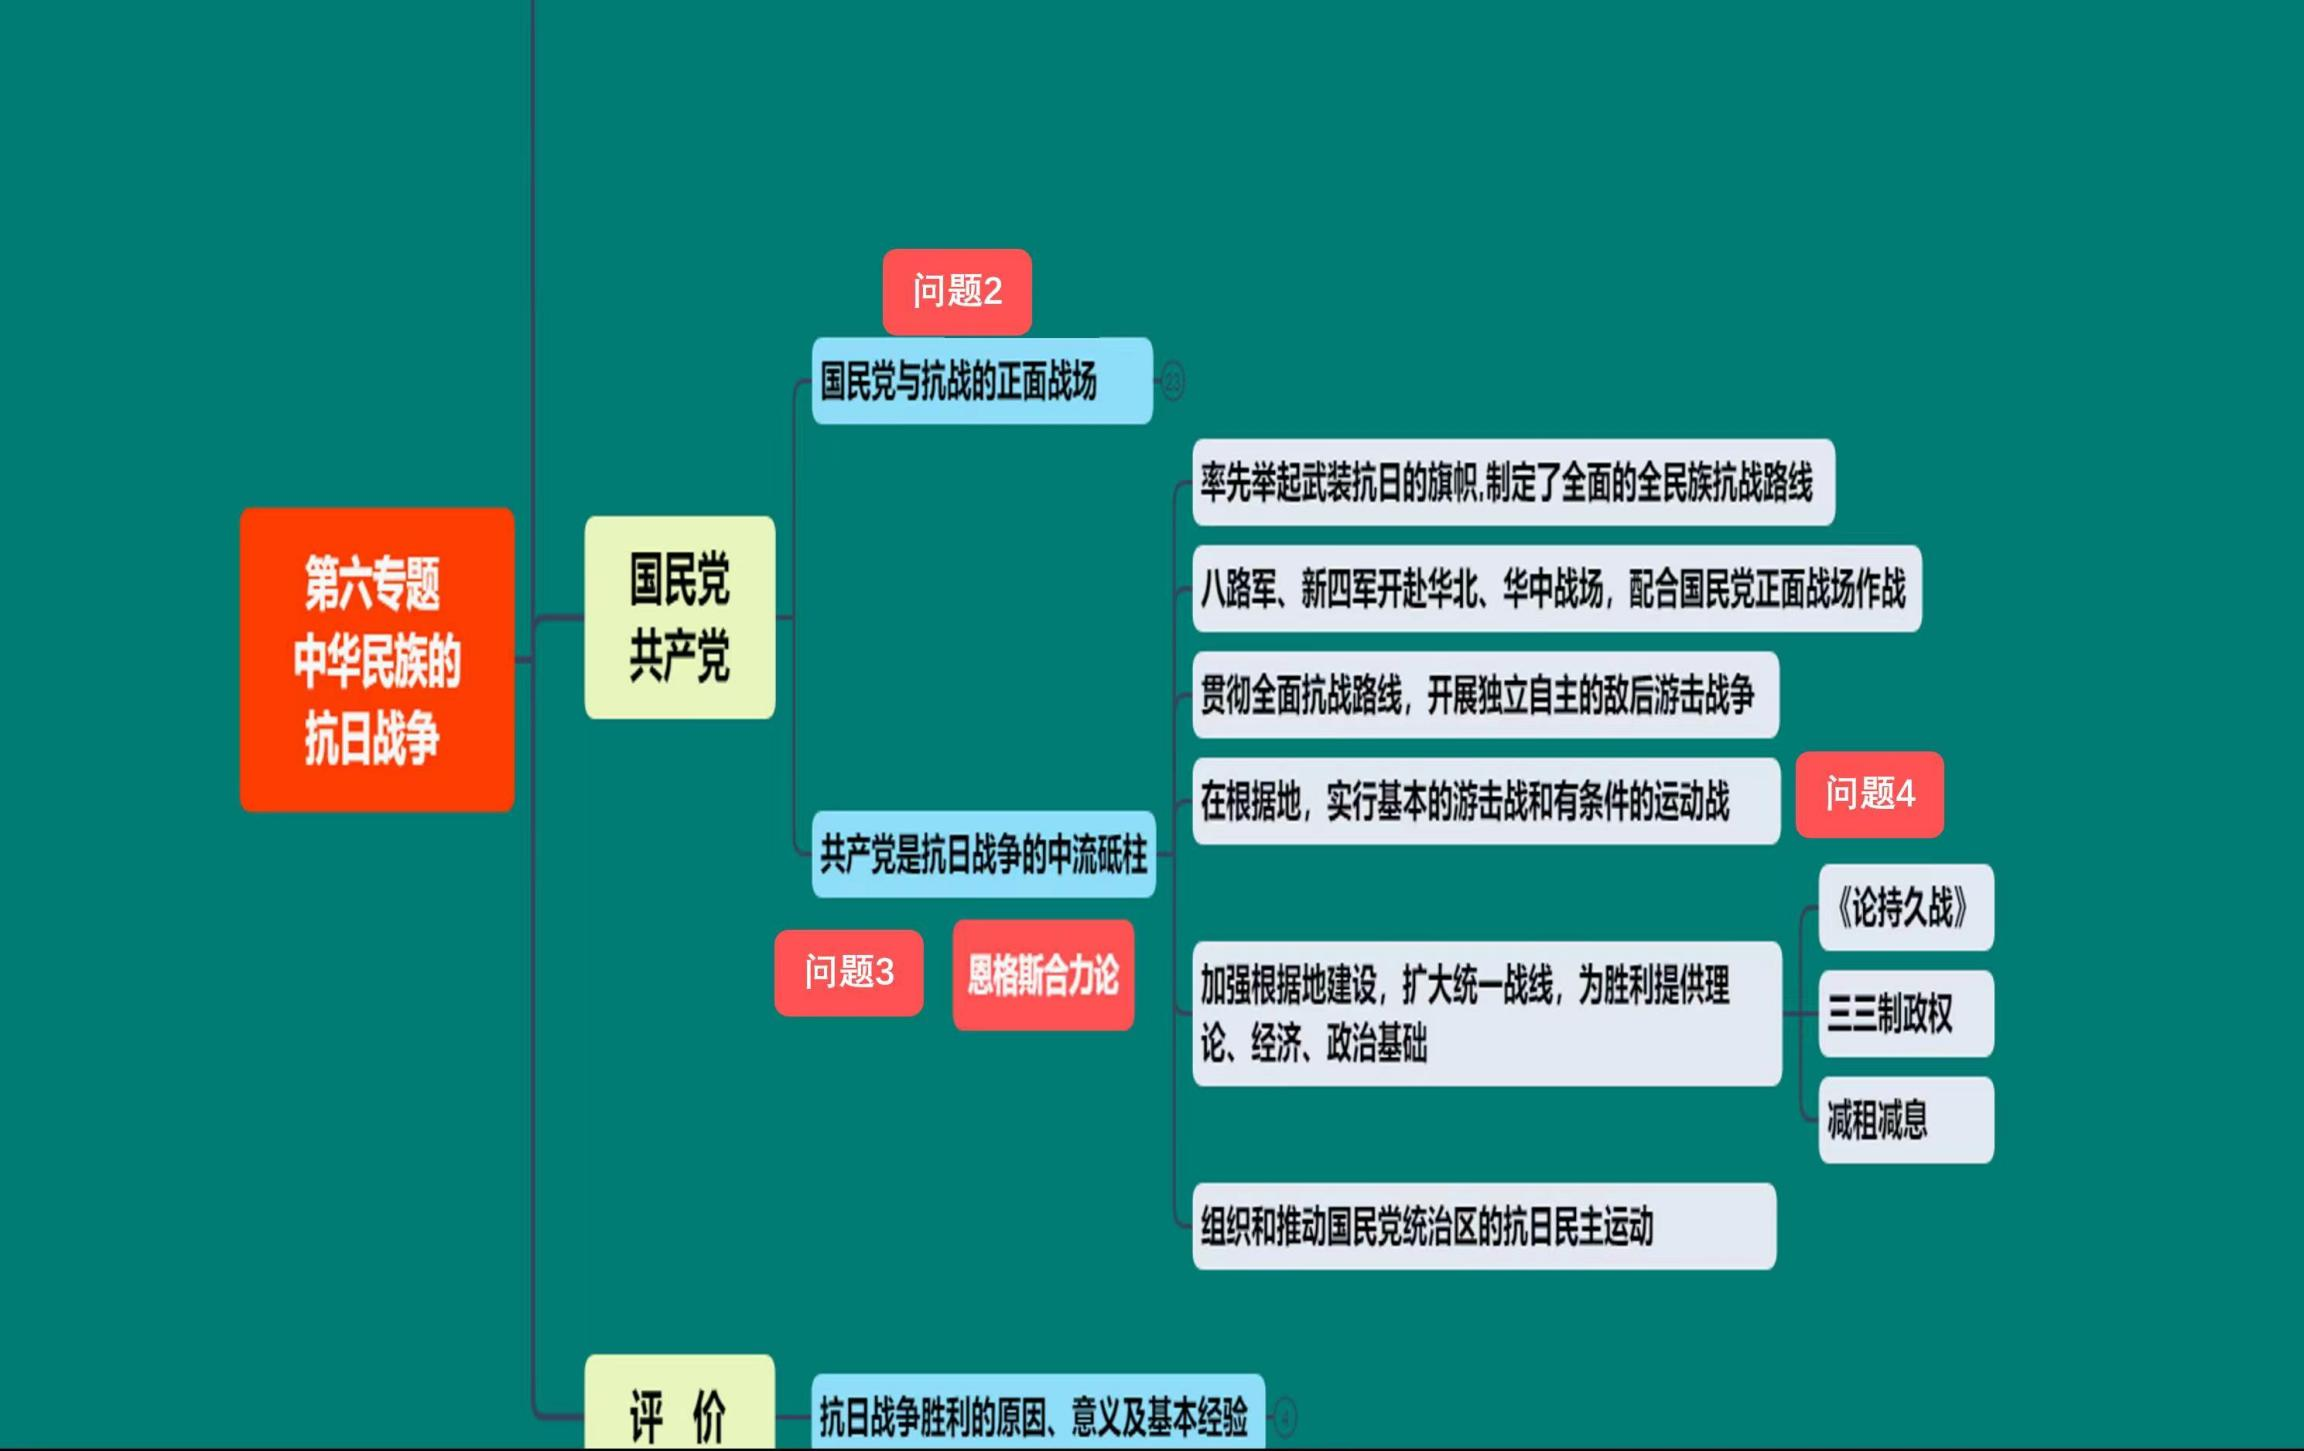 问题2
国民党与抗战的正面战场
23
率先举起武装抗日的旗帜,制定了全面的全民族抗战路线
八路军、新四军开赴华北、华中战场，配合国民党正面战场作战
第六专题
中华民族的
抗日战争
国民党
共产党
贯彻全面抗战路线，开展独立自主的敌后游击战争
在根据地，实行基本的游击战和有条件的运动战
问题4
共产党是抗日战争的中流砥柱
问题3
恩格斯合力论
加强根据地建设，扩大统一战线，为胜利提供理
论、经济、政治基础
《论持久战》
三三制政权
减租减息
组织和推动国民党统治区的抗日民主运动
评 价
抗日战争胜利的原因、意义及基本经验
4